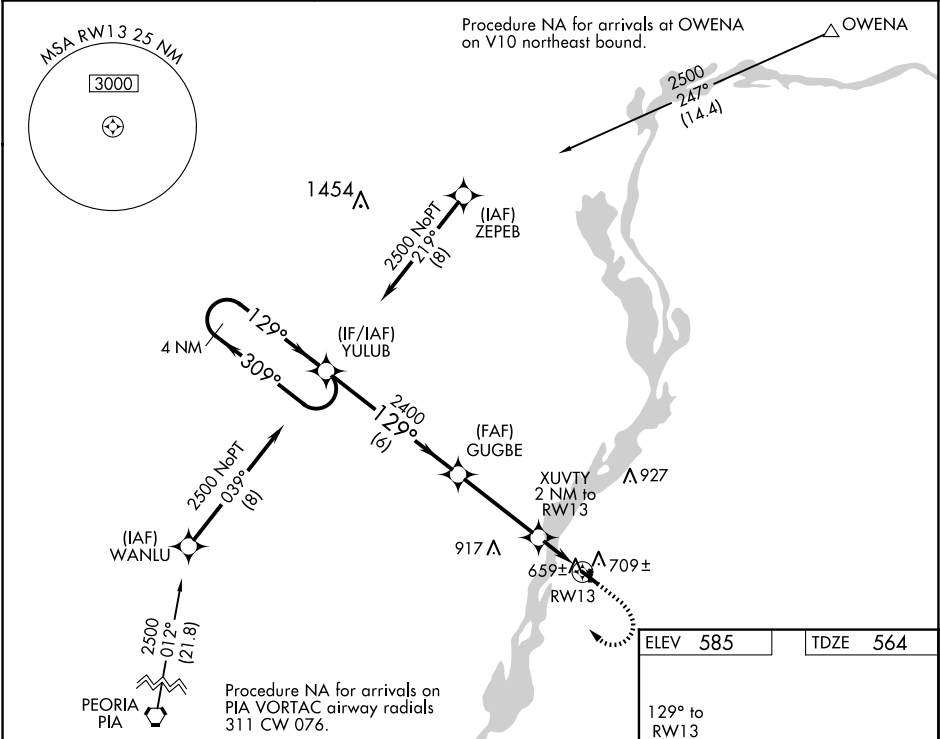 MSA RW13 25 NM
3000
Procedure NA for arrivals at OWENA
on V10 northeast bound.
OWENA
2500
247°
(14.4)
1454
(IAF)
ZEPEB
2500 NoPT
219°
(8)
129°
4 NM
309°
(IF/IAF)
YULUB
2400
129°
(6)
(FAF)
GUGBE
XUVTY
2 NM to
RW13
927
2500 NoPT
039°
(8)
(IAF)
WANLU
917
659±
709±
RW13
2500
012°
(21.8)
PEORIA
PIA
Procedure NA for arrivals on
PIA VORTAC airway radials
311 CW 076.
ELEV 585
TDZE 564
129° to
RW13